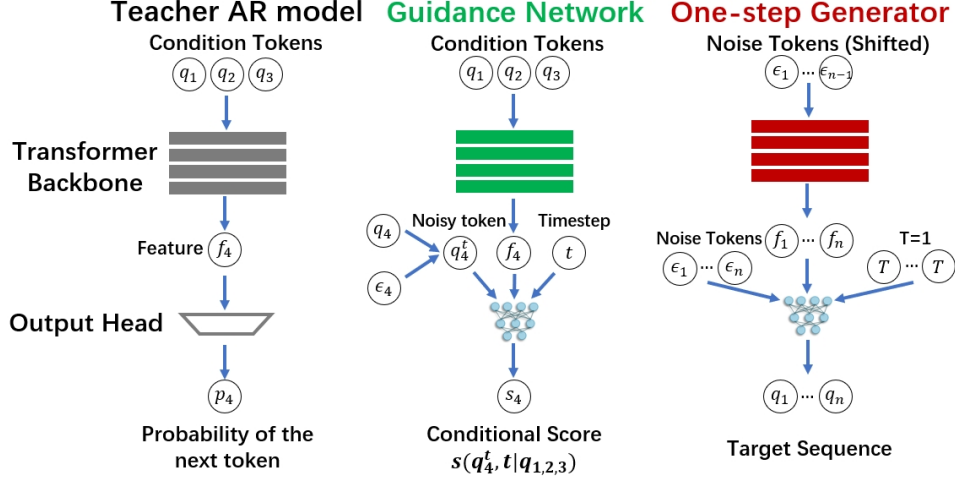 Teacher AR model
Guidance Network
One-step Generator
Condition Tokens
Condition Tokens
Noise Tokens (Shifted)
q₁ q₂ q₃
q₁ q₂ q₃
ϵ₁ ... ϵₙ₋₁
Transformer
Backbone
Feature f₄
q₄
ϵ₄
Noisy token
Timestep
q₄ᵗ f₄ t
Noise Tokens
ϵ₁ ... ϵₙ
f₁ ... fₙ
T=1
T ... T
Output Head
p₄
s₄
q₁ ... qₙ
Probability of the
next token
Conditional Score
s(q₄ᵗ, t|q₁,₂,₃)
Target Sequence